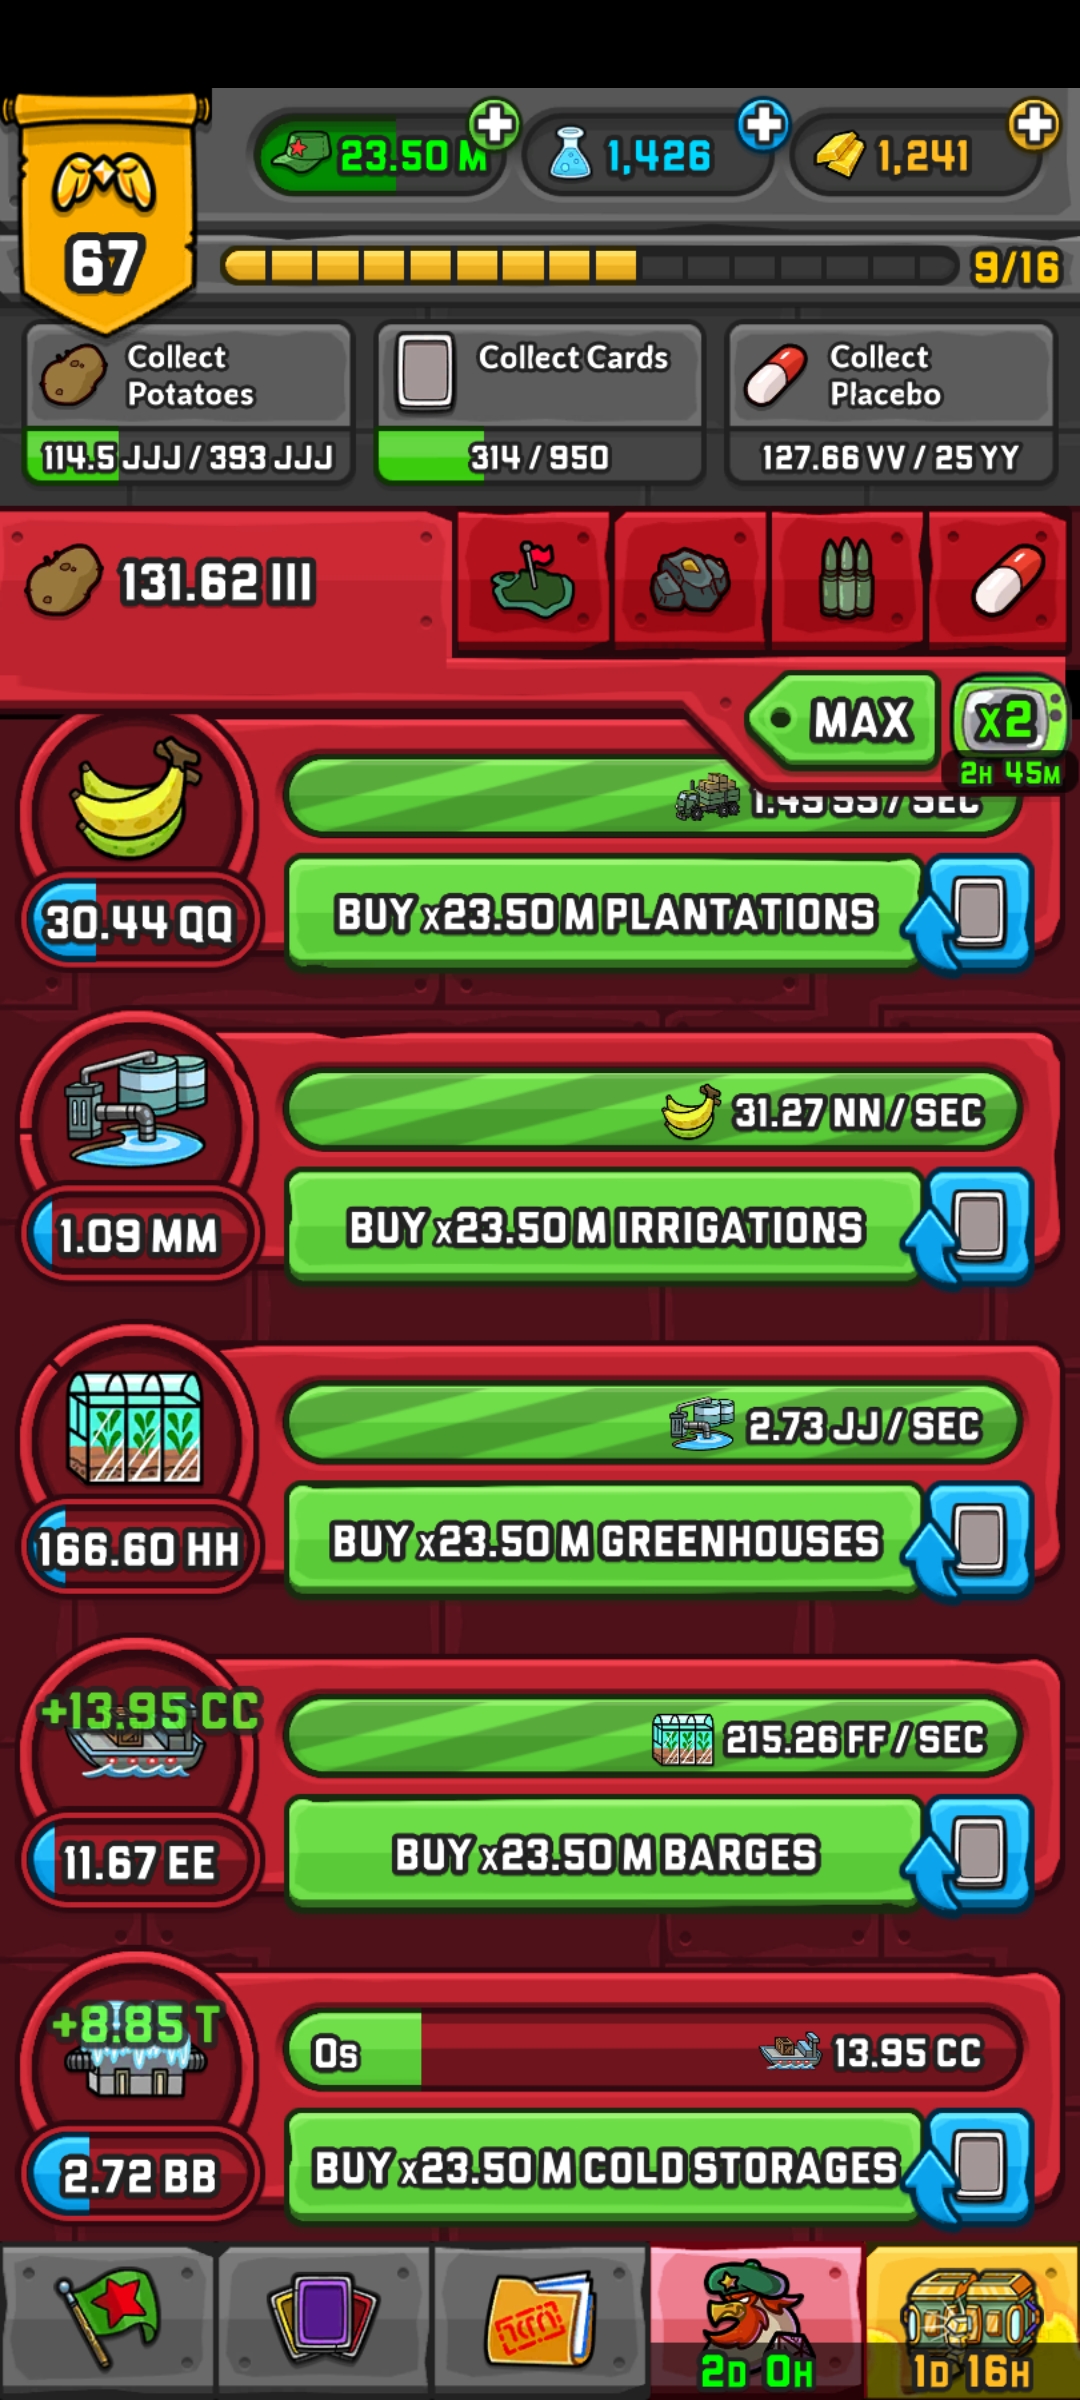 23.50 M
1,426
1,241
67
9/16
Collect
Potatoes
114.5 JJJ / 393 JJJ
Collect Cards
314 / 950
Collect
Placebo
127.66 VV / 25 YY
131.62 III
MAX
x2
2H 45M
/ SEC
30.44 QQ
BUY x23.50 M PLANTATIONS
31.27 NN / SEC
1.09 MM
BUY x23.50 M IRRIGATIONS
2.73 JJ / SEC
166.60 HH
BUY x23.50 M GREENHOUSES
+13.95 CC
215.26 FF / SEC
11.67 EE
BUY x23.50 M BARGES
+8.85 T
0s
13.95 CC
2.72 BB
BUY x23.50 M COLD STORAGES
2D 0H
1D 16H